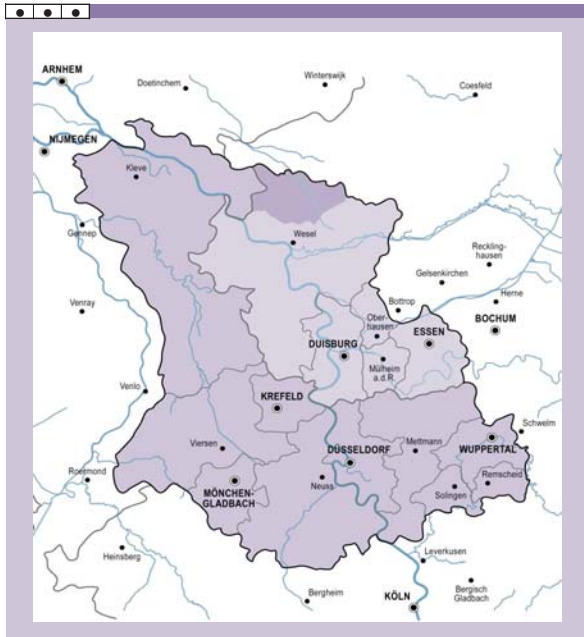 ARNHEM
Doetinchem
Winterswijk
Coesfeld
NIJMEGEN
Kleve
Gennep
Wesel
Reckling-
hausen
Gelsenkirchen
Venray
Bottrop
Herne
Ober-
hausen
ESSEN
BOCHUM
DUISBURG
Mülheim
a.d.R.
Venlo
KREFELD
Schwelm
Viersen
Mettmann
DÜSSELDORF
WUPPERTAL
Roermond
Neuss
Remscheid
MÖNCHEN-
GLADBACH
Solingen
Heinsberg
Leverkusen
Bergheim
KÖLN
Bergisch
Gladbach